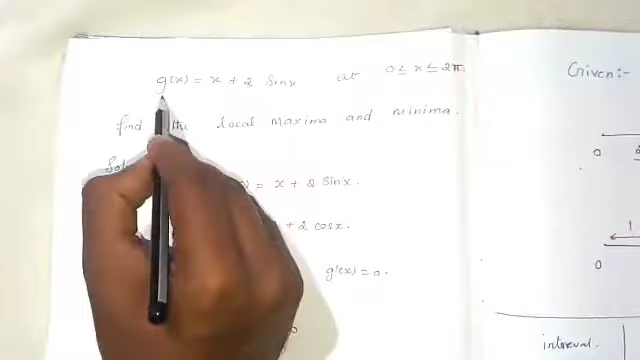 g(x) = x + 2 Sinx at 0 ≤ x ≤ 2π.
find the local maxima and minima.
= x + 2 Sinx.
+ 2 cosx.
g'(x) = 0.
Given:-
0
1
0
interval.